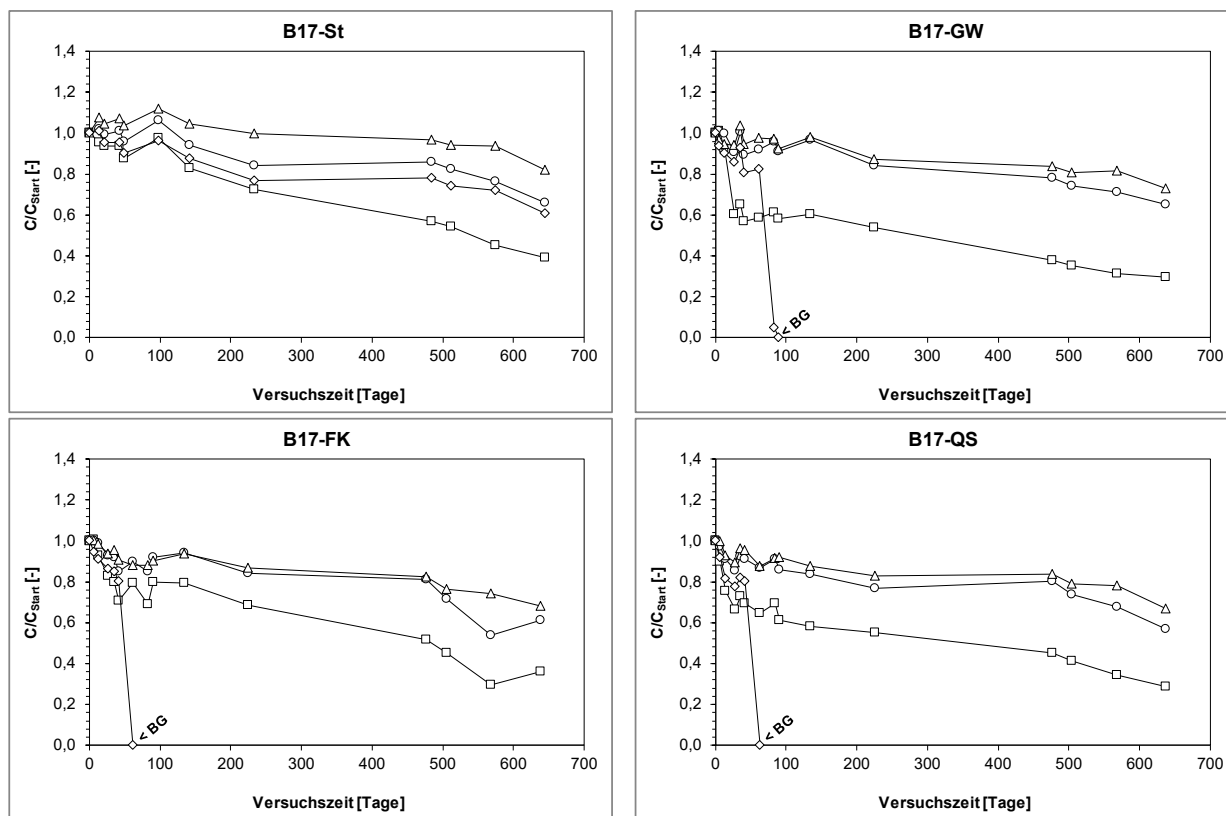 B17-St
1,4
1,2
1,0
0,8
0,6
0,4
0,2
0,0
C/C_Start [-]
0 100 200 300 400 500 600 700
Versuchszeit [Tage]
B17-GW
1,4
1,2
1,0
0,8
0,6
0,4
0,2
0,0
C/C_Start [-]
< BG
0 100 200 300 400 500 600 700
Versuchszeit [Tage]
B17-FK
1,4
1,2
1,0
0,8
0,6
0,4
0,2
0,0
C/C_Start [-]
< BG
0 100 200 300 400 500 600 700
Versuchszeit [Tage]
B17-QS
1,4
1,2
1,0
0,8
0,6
0,4
0,2
0,0
C/C_Start [-]
< BG
0 100 200 300 400 500 600 700
Versuchszeit [Tage]